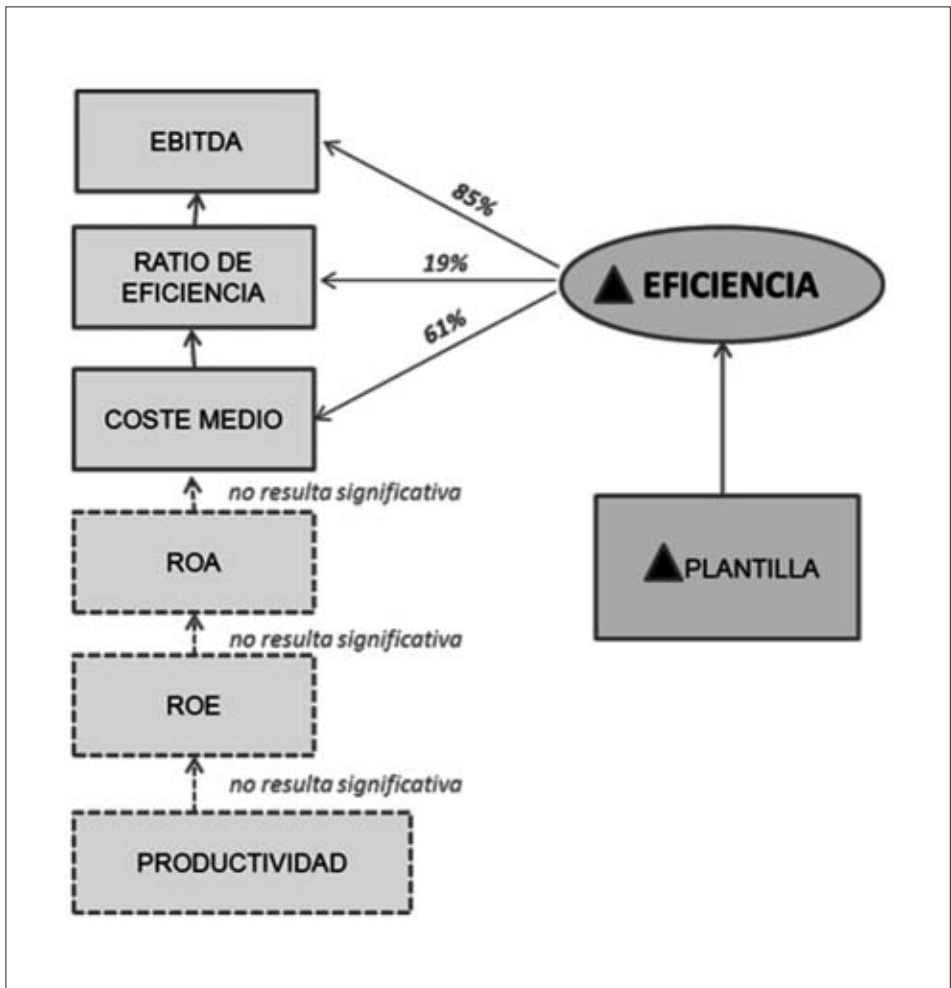 EBITDA
85%
RATIO DE
EFICIENCIA
19%
EFICIENCIA
61%
COSTE MEDIO
no resulta significativa
ROA
PLANTILLA
no resulta significativa
ROE
no resulta significativa
PRODUCTIVIDAD